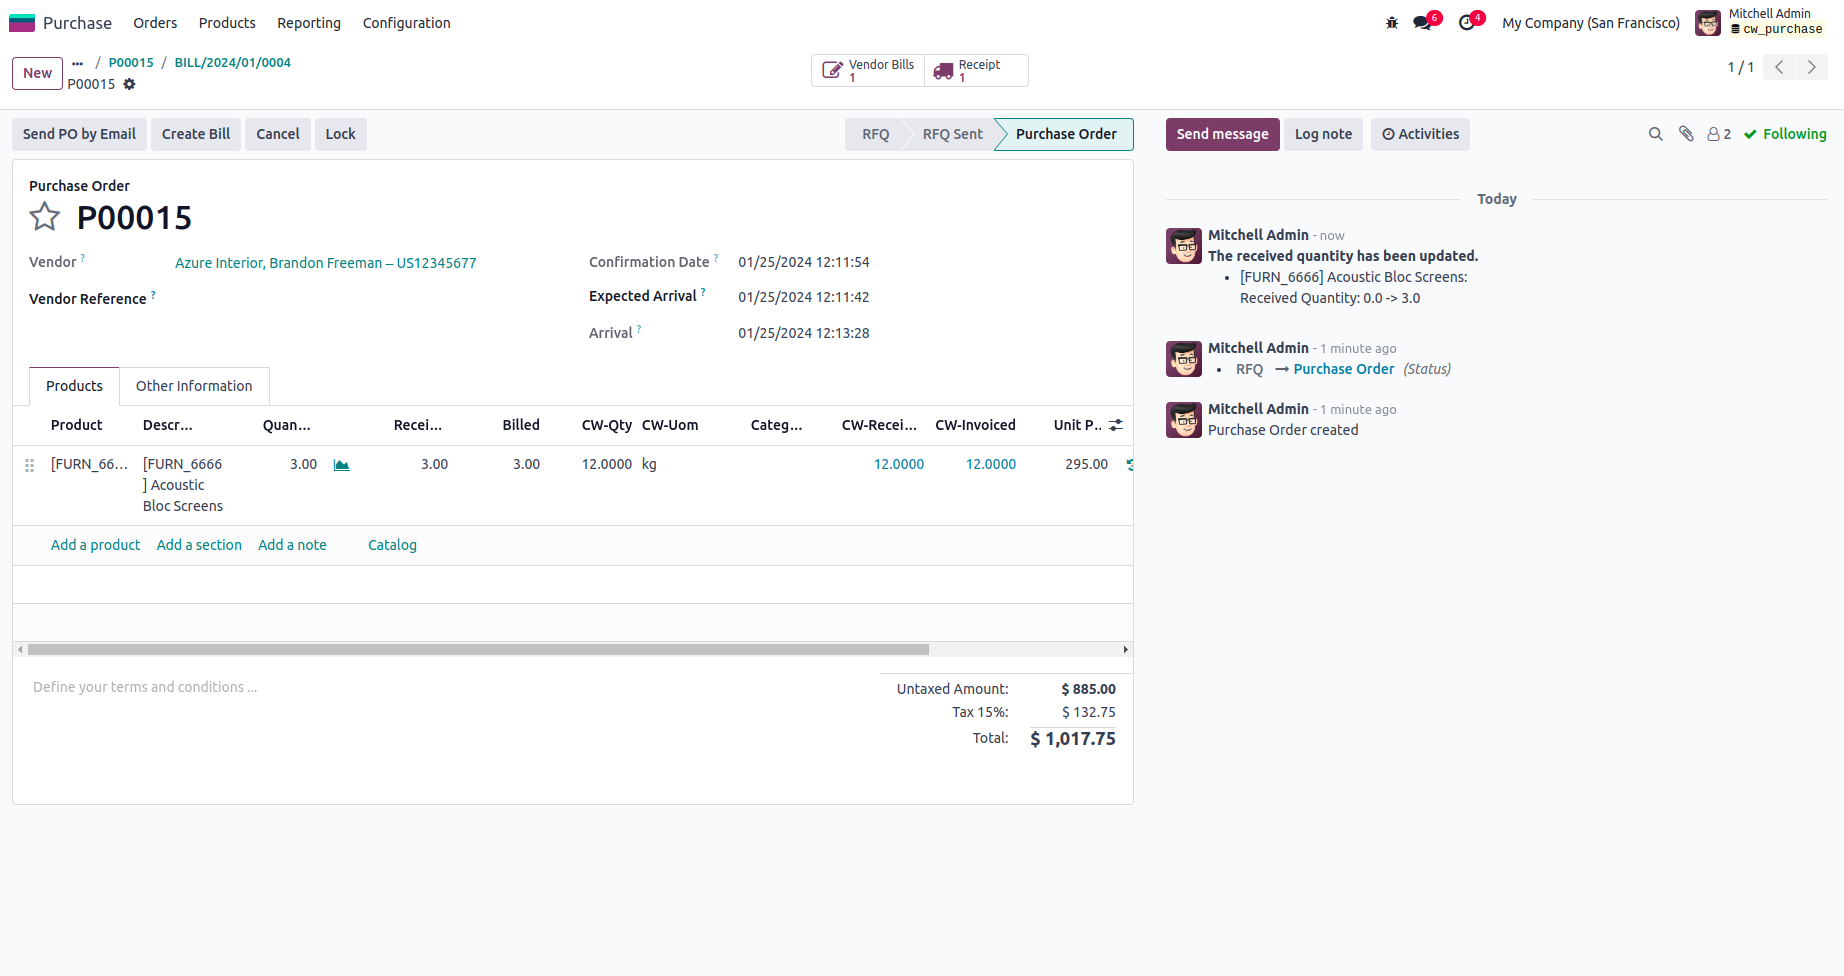 Purchase Orders Products Reporting Configuration
6 4 My Company (San Francisco) Mitchell Admin
cw_purchase
New ... / P00015 / BILL/2024/01/0004
P00015
Vendor Bills
1
Receipt
1
1 / 1
Send PO by Email Create Bill Cancel Lock
RFQ RFQ Sent Purchase Order
Send message Log note Activities
2 Following
Purchase Order
P00015
Vendor ? Azure Interior, Brandon Freeman – US12345677
Vendor Reference ?
Confirmation Date ? 01/25/2024 12:11:54
Expected Arrival ? 01/25/2024 12:11:42
Arrival ? 01/25/2024 12:13:28
Products Other Information
Product Descr... Quan... Recei... Billed CW-Qty CW-Uom Categ... CW-Recei... CW-Invoiced Unit P..
[FURN_66... [FURN_6666 3.00 3.00 3.00 12.0000 kg 12.0000 12.0000 295.00
] Acoustic
Bloc Screens
Add a product Add a section Add a note Catalog
Define your terms and conditions ...
Untaxed Amount: $ 885.00
Tax 15%: $ 132.75
Total: $ 1,017.75
Today
Mitchell Admin - now
The received quantity has been updated.
• [FURN_6666] Acoustic Bloc Screens:
Received Quantity: 0.0 -> 3.0
Mitchell Admin - 1 minute ago
• RFQ → Purchase Order (Status)
Mitchell Admin - 1 minute ago
Purchase Order created